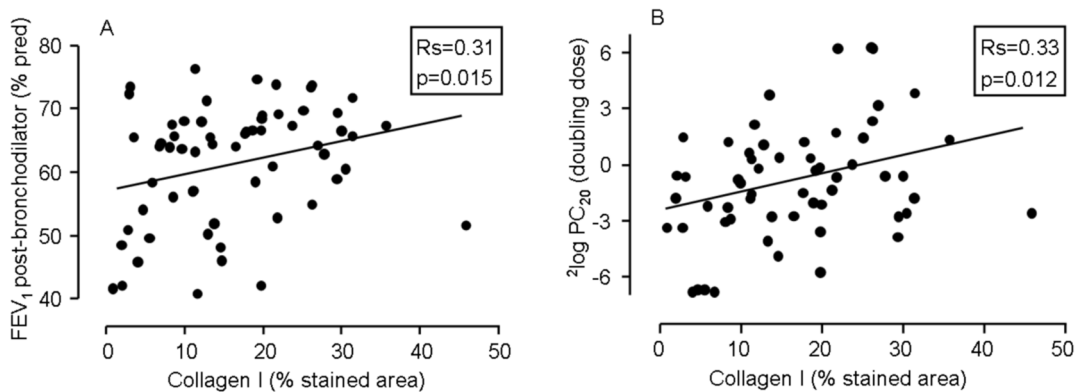 A
FEV1 post-bronchodilator (% pred)
80
70
60
50
40
Rs=0.31
p=0.015
0 10 20 30 40 50
Collagen I (% stained area)
B
2log PC20 (doubling dose)
6
3
0
-3
-6
Rs=0.33
p=0.012
0 10 20 30 40 50
Collagen I (% stained area)